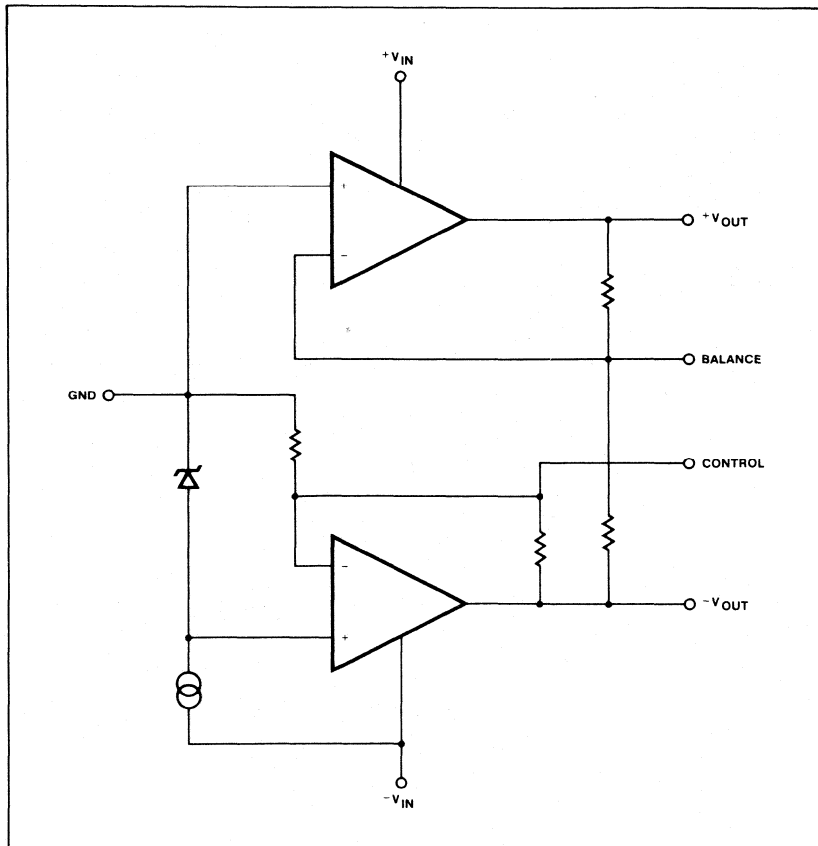 +VIN
+
−
+VOUT
BALANCE
GND
CONTROL
−
+
−VOUT
−VIN